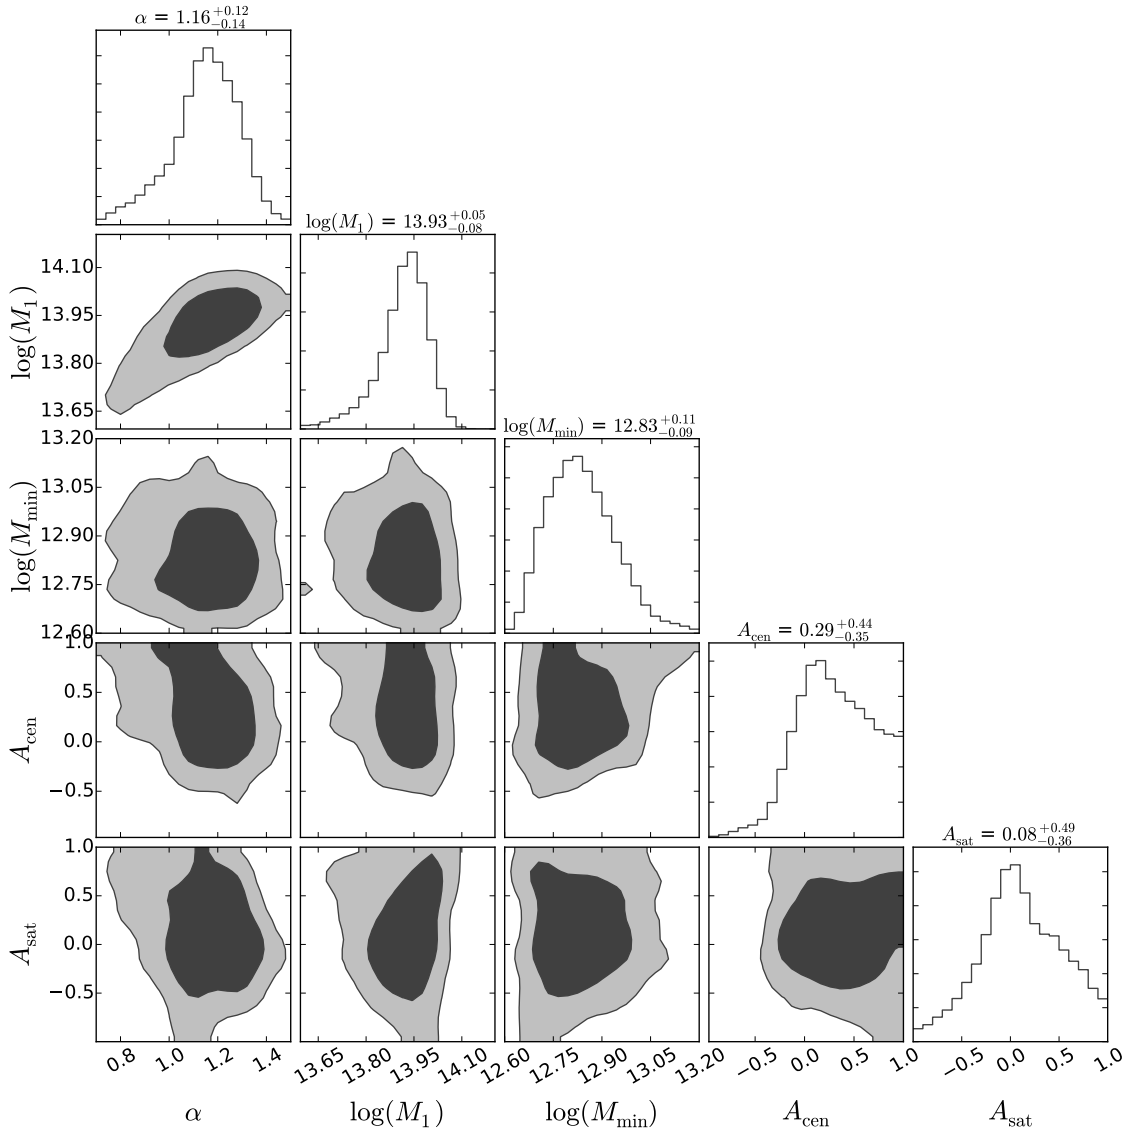 α = 1.16 +0.12 −0.14
log(M1) = 13.93 +0.05 −0.08
14.10
13.95
13.80
13.65
log(M1)
log(Mmin) = 12.83 +0.11 −0.09
13.20
13.05
12.90
12.75
12.60
log(Mmin)
Acen = 0.29 +0.44 −0.35
1.0
0.5
0.0
−0.5
Acen
Asat = 0.08 +0.49 −0.36
1.0
0.5
0.0
−0.5
Asat
0.8 1.0 1.2 1.4 13.65 13.80 13.95 14.10 12.60 12.75 12.90 13.05 13.20 −0.5 0.0 0.5 1.0 −0.5 0.0 0.5 1.0
α log(M1) log(Mmin) Acen Asat